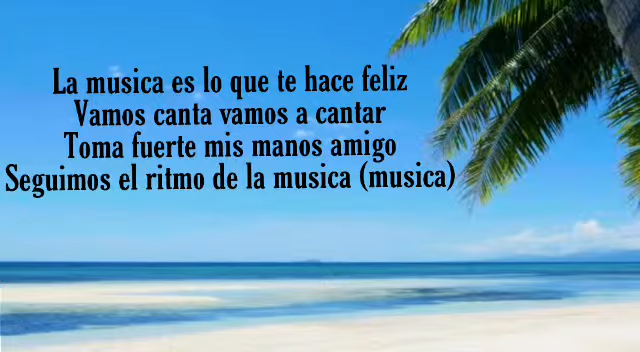 La musica es lo que te hace feliz
Vamos canta vamos a cantar
Toma fuerte mis manos amigo
Seguimos el ritmo de la musica (musica)